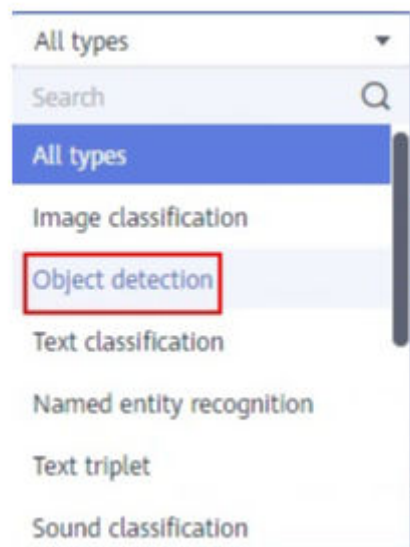 All types
Search
All types
Image classification
Object detection
Text classification
Named entity recognition
Text triplet
Sound classification